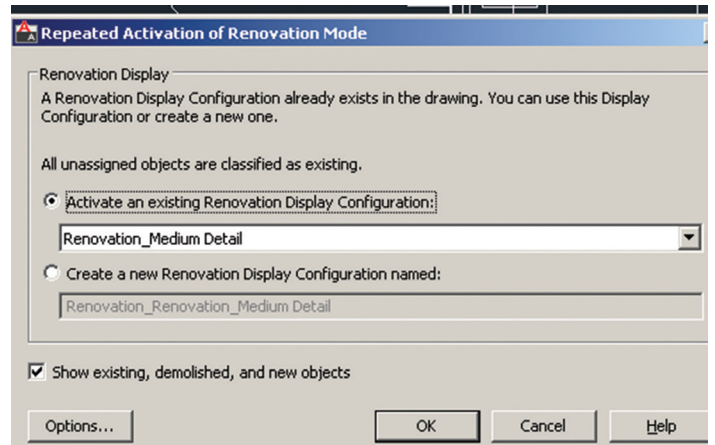 Repeated Activation of Renovation Mode
Renovation Display
A Renovation Display Configuration already exists in the drawing. You can use this Display
Configuration or create a new one.
All unassigned objects are classified as existing.
Activate an existing Renovation Display Configuration:
Renovation_Medium Detail
Create a new Renovation Display Configuration named:
Renovation_Renovation_Medium Detail
Show existing, demolished, and new objects
Options... OK Cancel Help